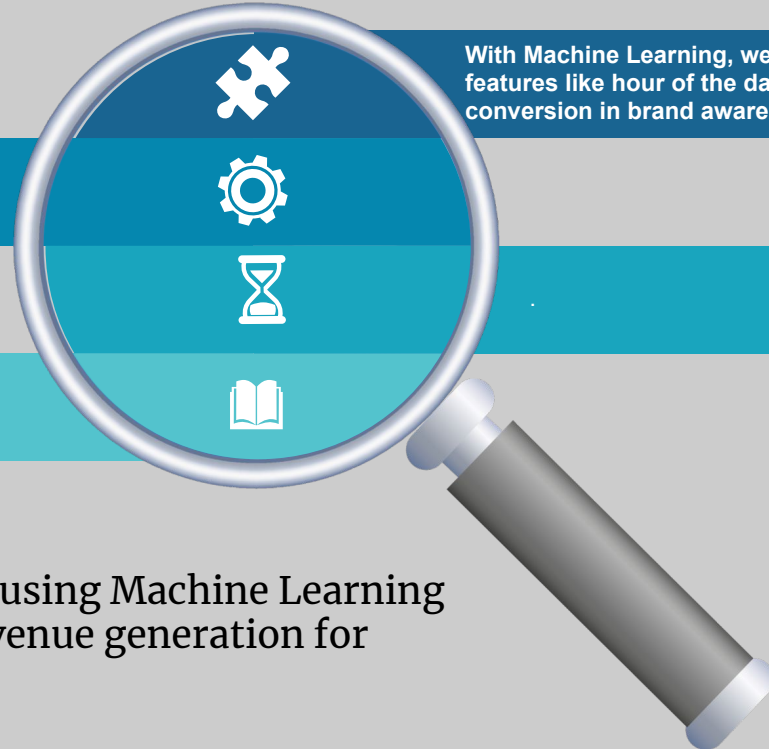 With Machine Learning, we
features like hour of the da
conversion in brand aware
.
using Machine Learning
venue generation for